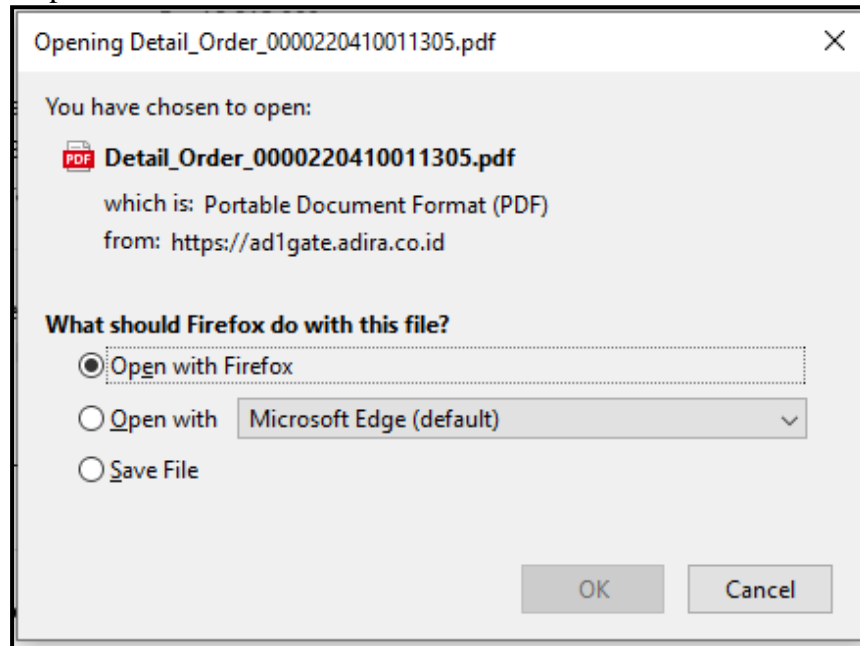 Opening Detail_Order_0000220410011305.pdf
You have chosen to open:
PDF Detail_Order_0000220410011305.pdf
which is: Portable Document Format (PDF)
from: https://ad1gate.adira.co.id
What should Firefox do with this file?
Open with Firefox
Open with Microsoft Edge (default)
Save File
OK Cancel